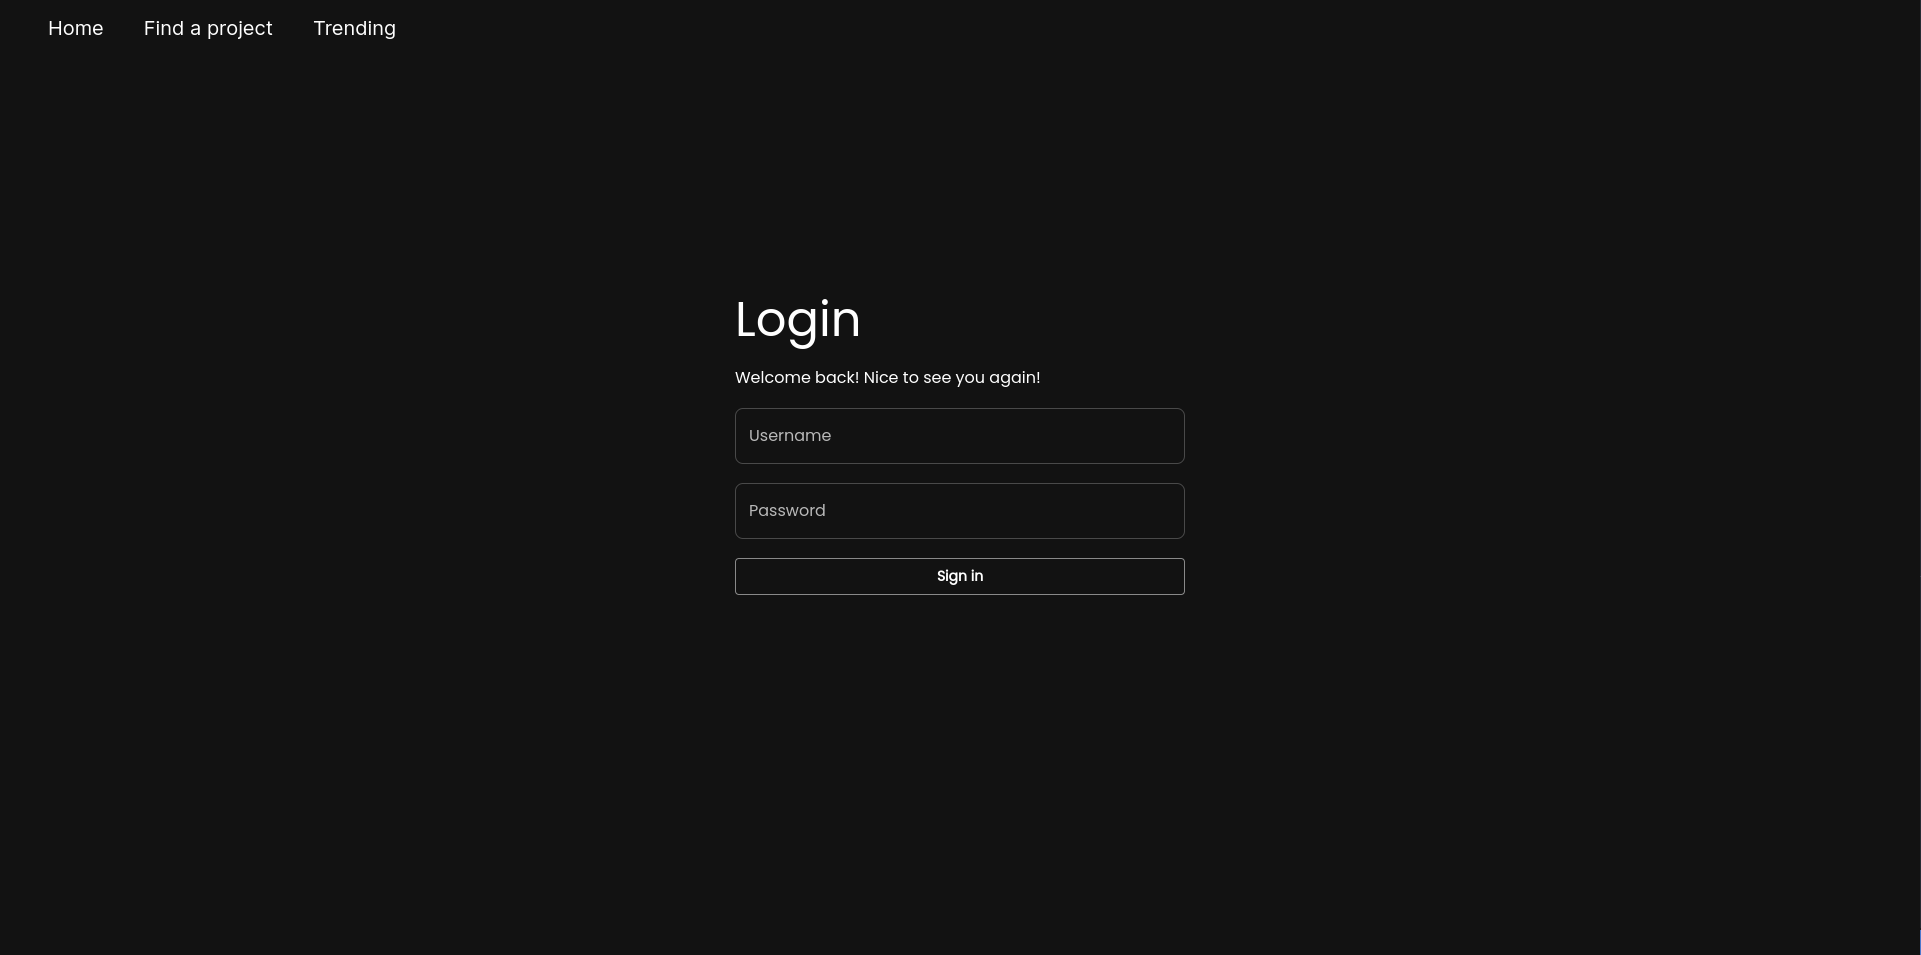 Home Find a project Trending
Login
Welcome back! Nice to see you again!
Username
Password
Sign in